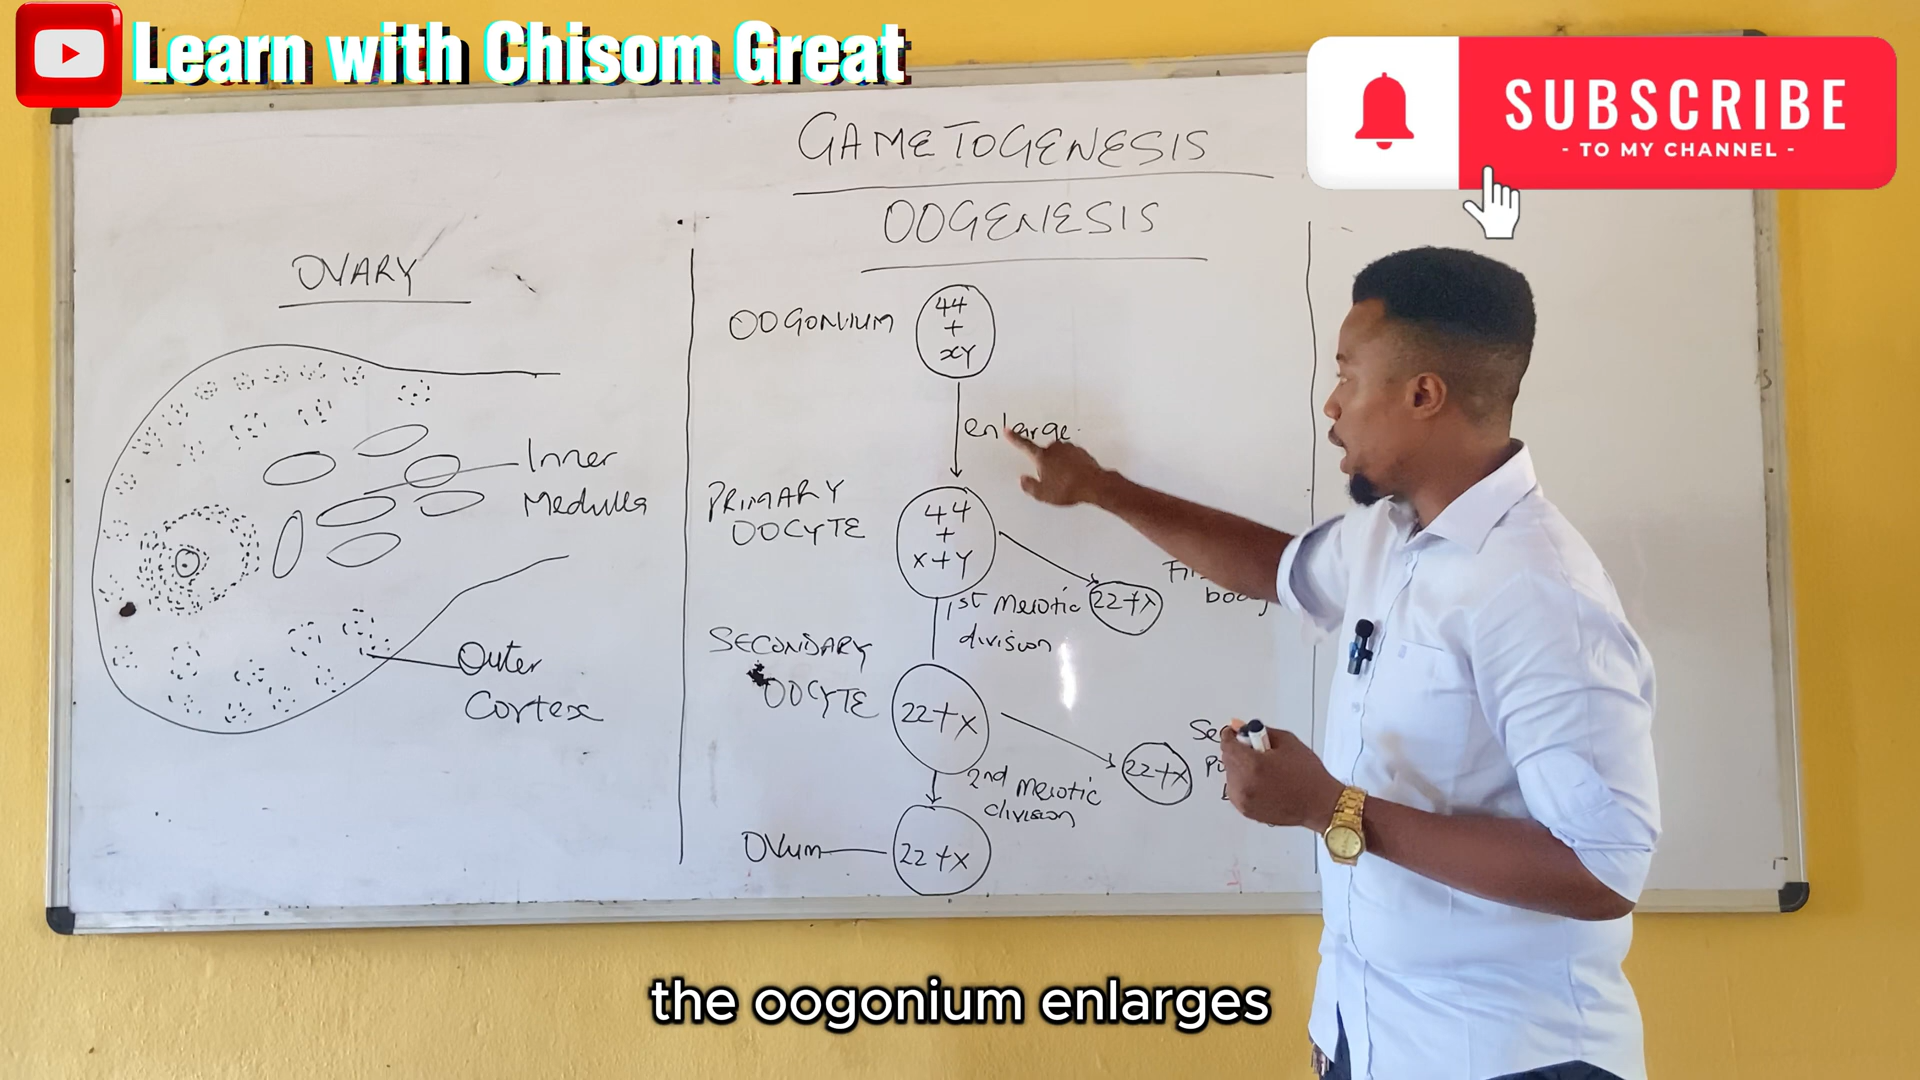 Learn with Chisom Great
SUBSCRIBE
- TO MY CHANNEL -
GAMETOGENESIS
OOGENESIS
OVARY
Inner
Medulla
Outer
Cortex
OOGONIUM
44
+
xY
enlarge
PRIMARY
OOCYTE
44
+
x+Y
1st Meiotic
division
22+x
body
SECONDARY
OOCYTE
22+x
2nd Meiotic
division
22+x
Ovum
22+x
the oogonium enlarges